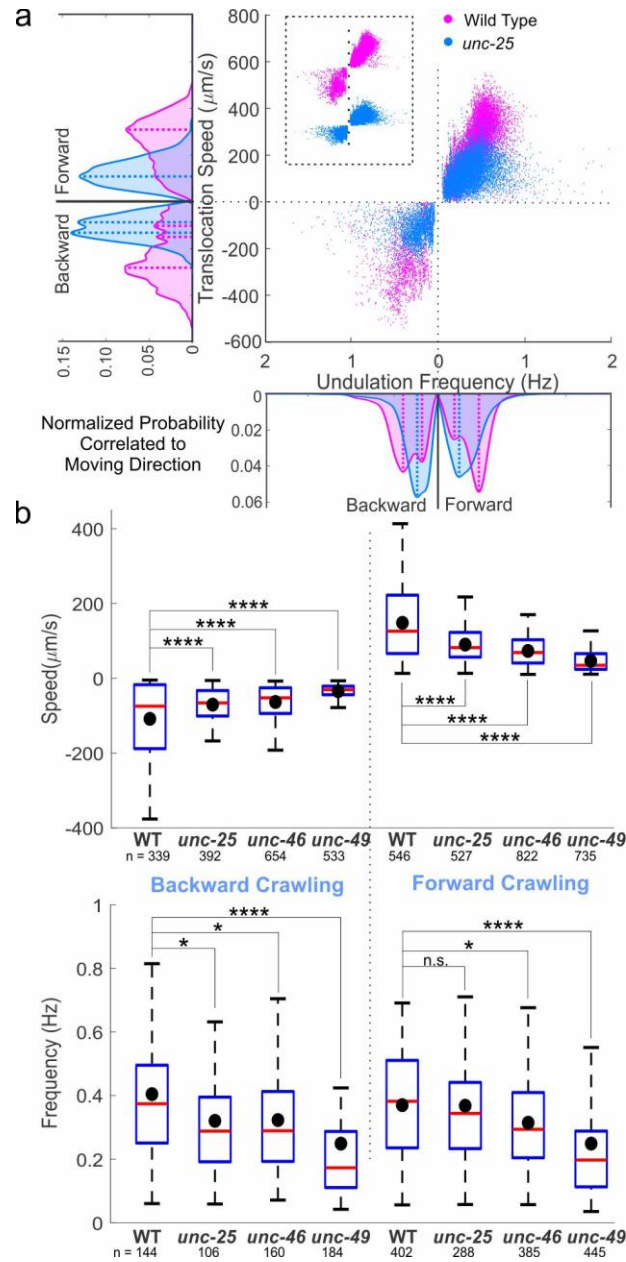 a
Wild Type
unc-25
Translocation Speed (μm/s)
800
600
400
200
0
-200
-400
-600
Forward
Backward
0.15
0.10
0.05
0
2
1
0
1
2
Undulation Frequency (Hz)
Normalized Probability
Correlated to
Moving Direction
0
0.02
0.04
0.06
Backward
Forward
b
Speed(μm/s)
400
200
0
-200
-400
****
****
****
****
****
****
WT unc-25 unc-46 unc-49 WT unc-25 unc-46 unc-49
n = 339 392 654 533 546 527 822 735
Backward Crawling Forward Crawling
Frequency (Hz)
1
0.8
0.6
0.4
0.2
0
****
*
*
****
*
n.s.
WT unc-25 unc-46 unc-49 WT unc-25 unc-46 unc-49
n = 144 106 160 184 402 288 385 445